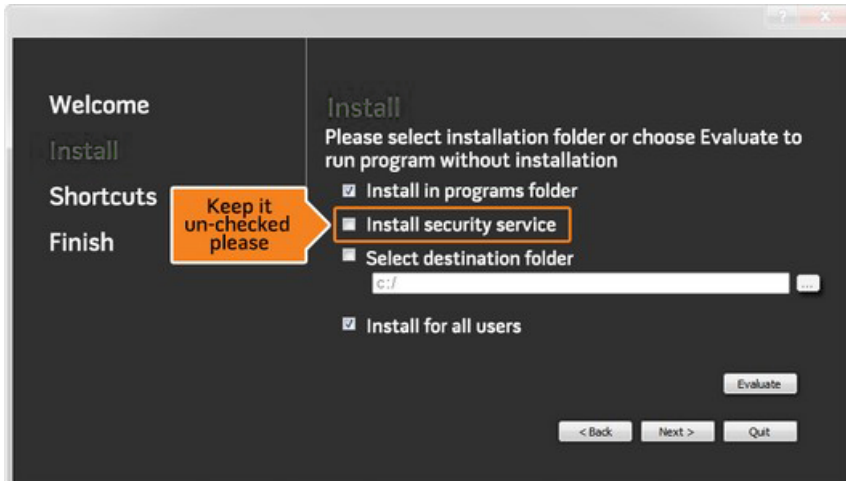 Welcome
Install
Shortcuts
Finish
Keep it
un-checked
please
Install
Please select installation folder or choose Evaluate to
run program without installation
Install in programs folder
Install security service
Select destination folder
c:/
...
Install for all users
Evaluate
< Back
Next >
Quit